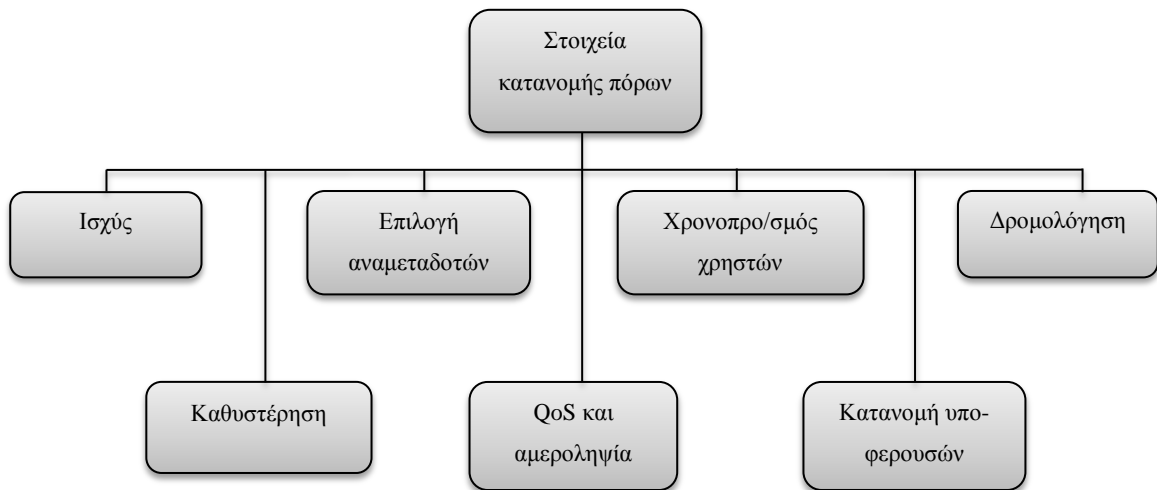 Στοιχεία
κατανομής πόρων
Ισχύς
Επιλογή
αναμεταδοτών
Χρονοπρο/σμός
χρηστών
Δρομολόγηση
Καθυστέρηση
QoS και
αμεροληψία
Κατανομή υπο-
φερουσών